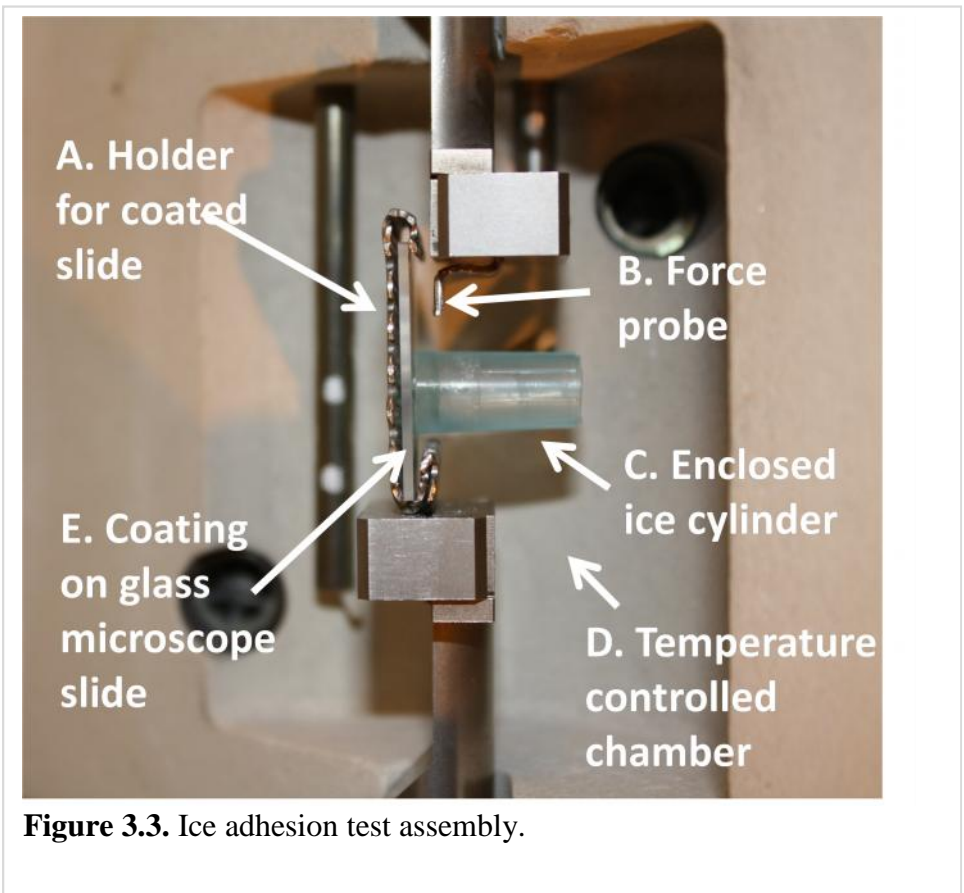 A. Holder
for coated
slide
B. Force
probe
C. Enclosed
ice cylinder
E. Coating
on glass
microscope
slide
D. Temperature
controlled
chamber
Figure 3.3. Ice adhesion test assembly.